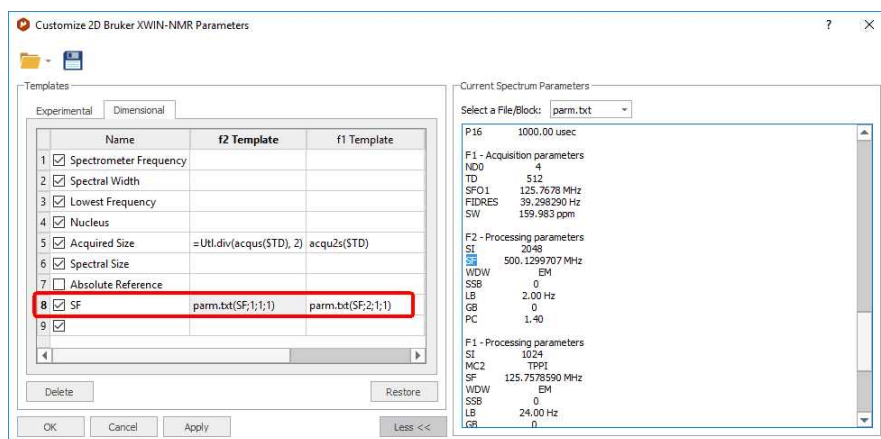 Customize 2D Bruker XWIN-NMR Parameters
?
Templates
Experimental Dimensional
Name f2 Template f1 Template
1 Spectrometer Frequency
2 Spectral Width
3 Lowest Frequency
4 Nucleus
5 Acquired Size =Utl.div(acqus($TD), 2) acqu2s($TD)
6 Spectral Size
7 Absolute Reference
8 SF parm.txt(SF;1;1;1) parm.txt(SF;2;1;1)
9
Delete Restore
OK Cancel Apply Less <<
Current Spectrum Parameters
Select a File/Block: parm.txt
P16 1000.00 usec
F1 - Acquisition parameters
ND0 4
TD 512
SFO1 125.7678 MHz
FIDRES 39.298290 Hz
SW 159.983 ppm
F2 - Processing parameters
SI 2048
SF 500.1299707 MHz
WDW EM
SSB 0
LB 2.00 Hz
GB 0
PC 1.40
F1 - Processing parameters
SI 1024
MC2 TPPI
SF 125.7578590 MHz
WDW EM
SSB 0
LB 24.00 Hz
GB 0